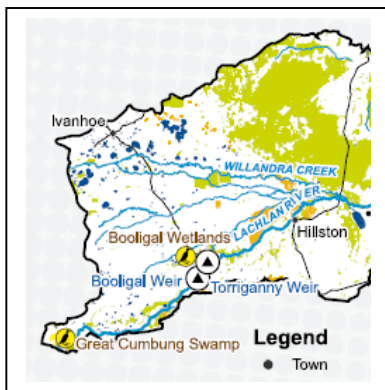 Ivanhoe
WILLANDRA CREEK
LACHLAN RIVER
Booligal Wetlands
Hillston
Booligal Weir
Torriganny Weir
Great Cumbung Swamp
Legend
Town